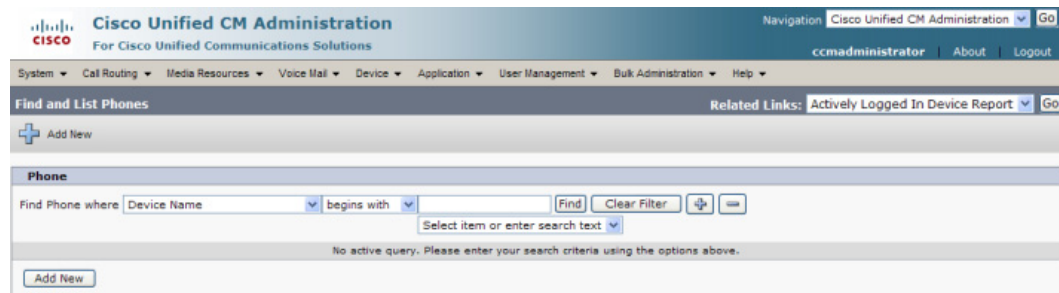 Cisco Unified CM Administration
Navigation Cisco Unified CM Administration Go
CISCO For Cisco Unified Communications Solutions
ccmadministrator | About | Logout
System Call Routing Media Resources Voice Mail Device Application User Management Bulk Administration Help
Find and List Phones Related Links: Actively Logged In Device Report Go
Add New
Phone
Find Phone where Device Name begins with Find Clear Filter
Select item or enter search text
No active query. Please enter your search criteria using the options above.
Add New